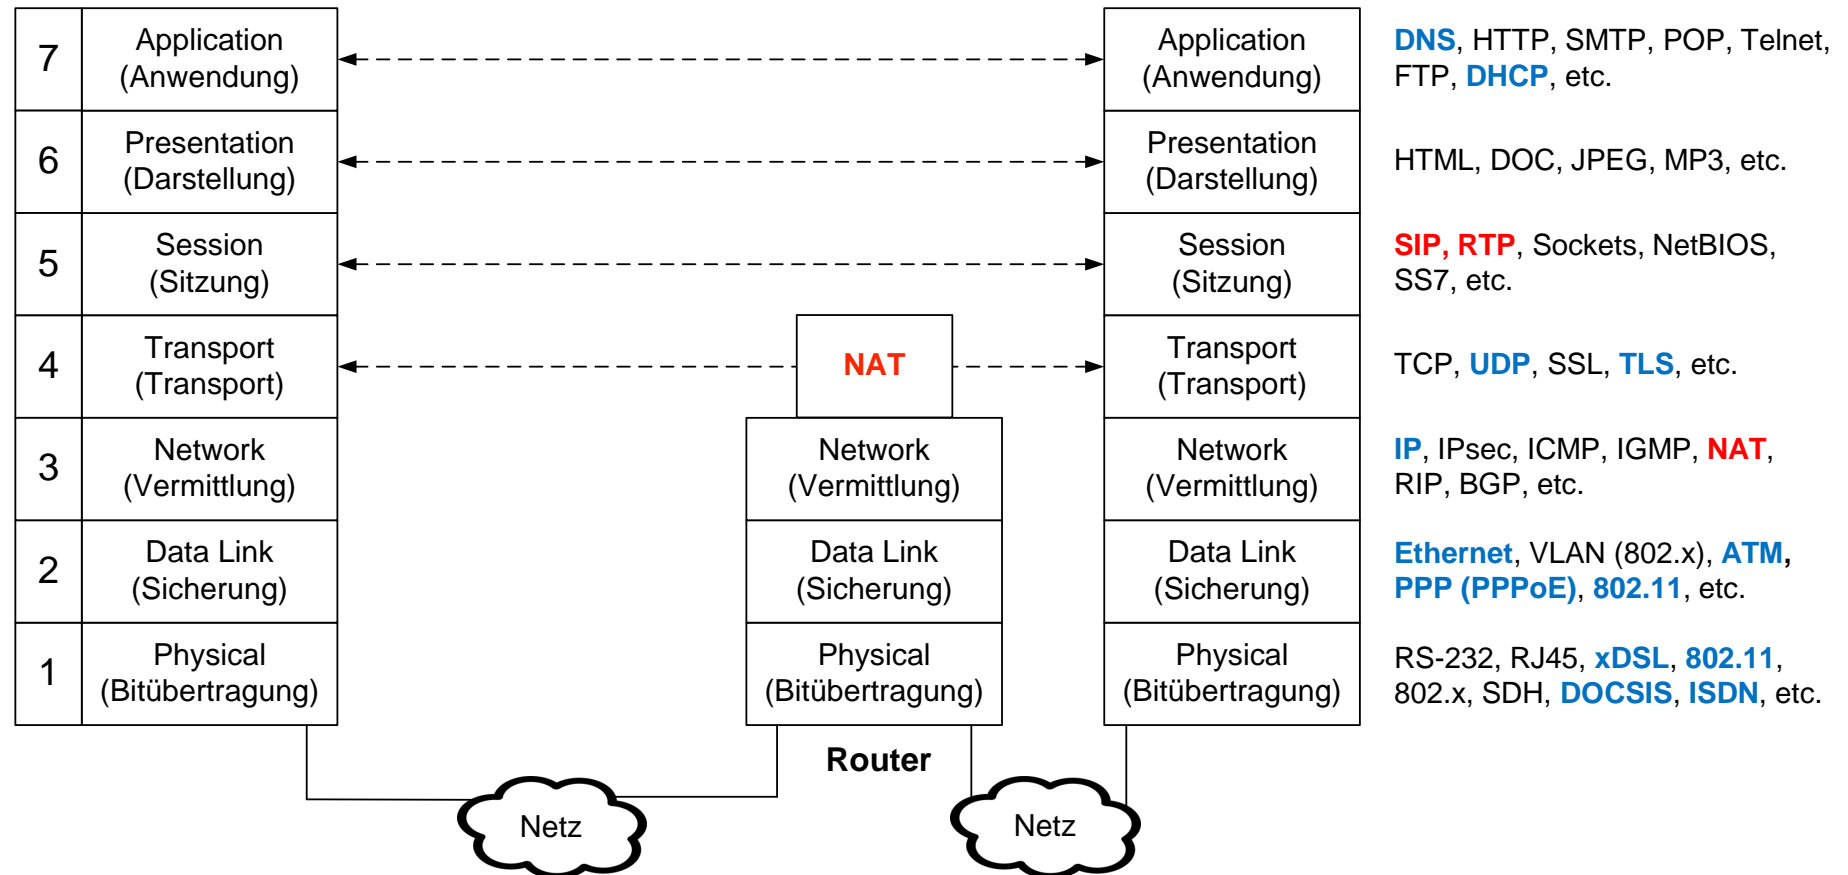 7
Application
(Anwendung)
Application
(Anwendung)
DNS, HTTP, SMTP, POP, Telnet,
FTP, DHCP, etc.
6
Presentation
(Darstellung)
Presentation
(Darstellung)
HTML, DOC, JPEG, MP3, etc.
5
Session
(Sitzung)
Session
(Sitzung)
SIP, RTP, Sockets, NetBIOS,
SS7, etc.
4
Transport
(Transport)
NAT
Transport
(Transport)
TCP, UDP, SSL, TLS, etc.
3
Network
(Vermittlung)
Network
(Vermittlung)
Network
(Vermittlung)
IP, IPsec, ICMP, IGMP, NAT,
RIP, BGP, etc.
2
Data Link
(Sicherung)
Data Link
(Sicherung)
Data Link
(Sicherung)
Ethernet, VLAN (802.x), ATM,
PPP (PPPoE), 802.11, etc.
1
Physical
(Bitübertragung)
Physical
(Bitübertragung)
Physical
(Bitübertragung)
RS-232, RJ45, xDSL, 802.11,
802.x, SDH, DOCSIS, ISDN, etc.
Router
Netz
Netz